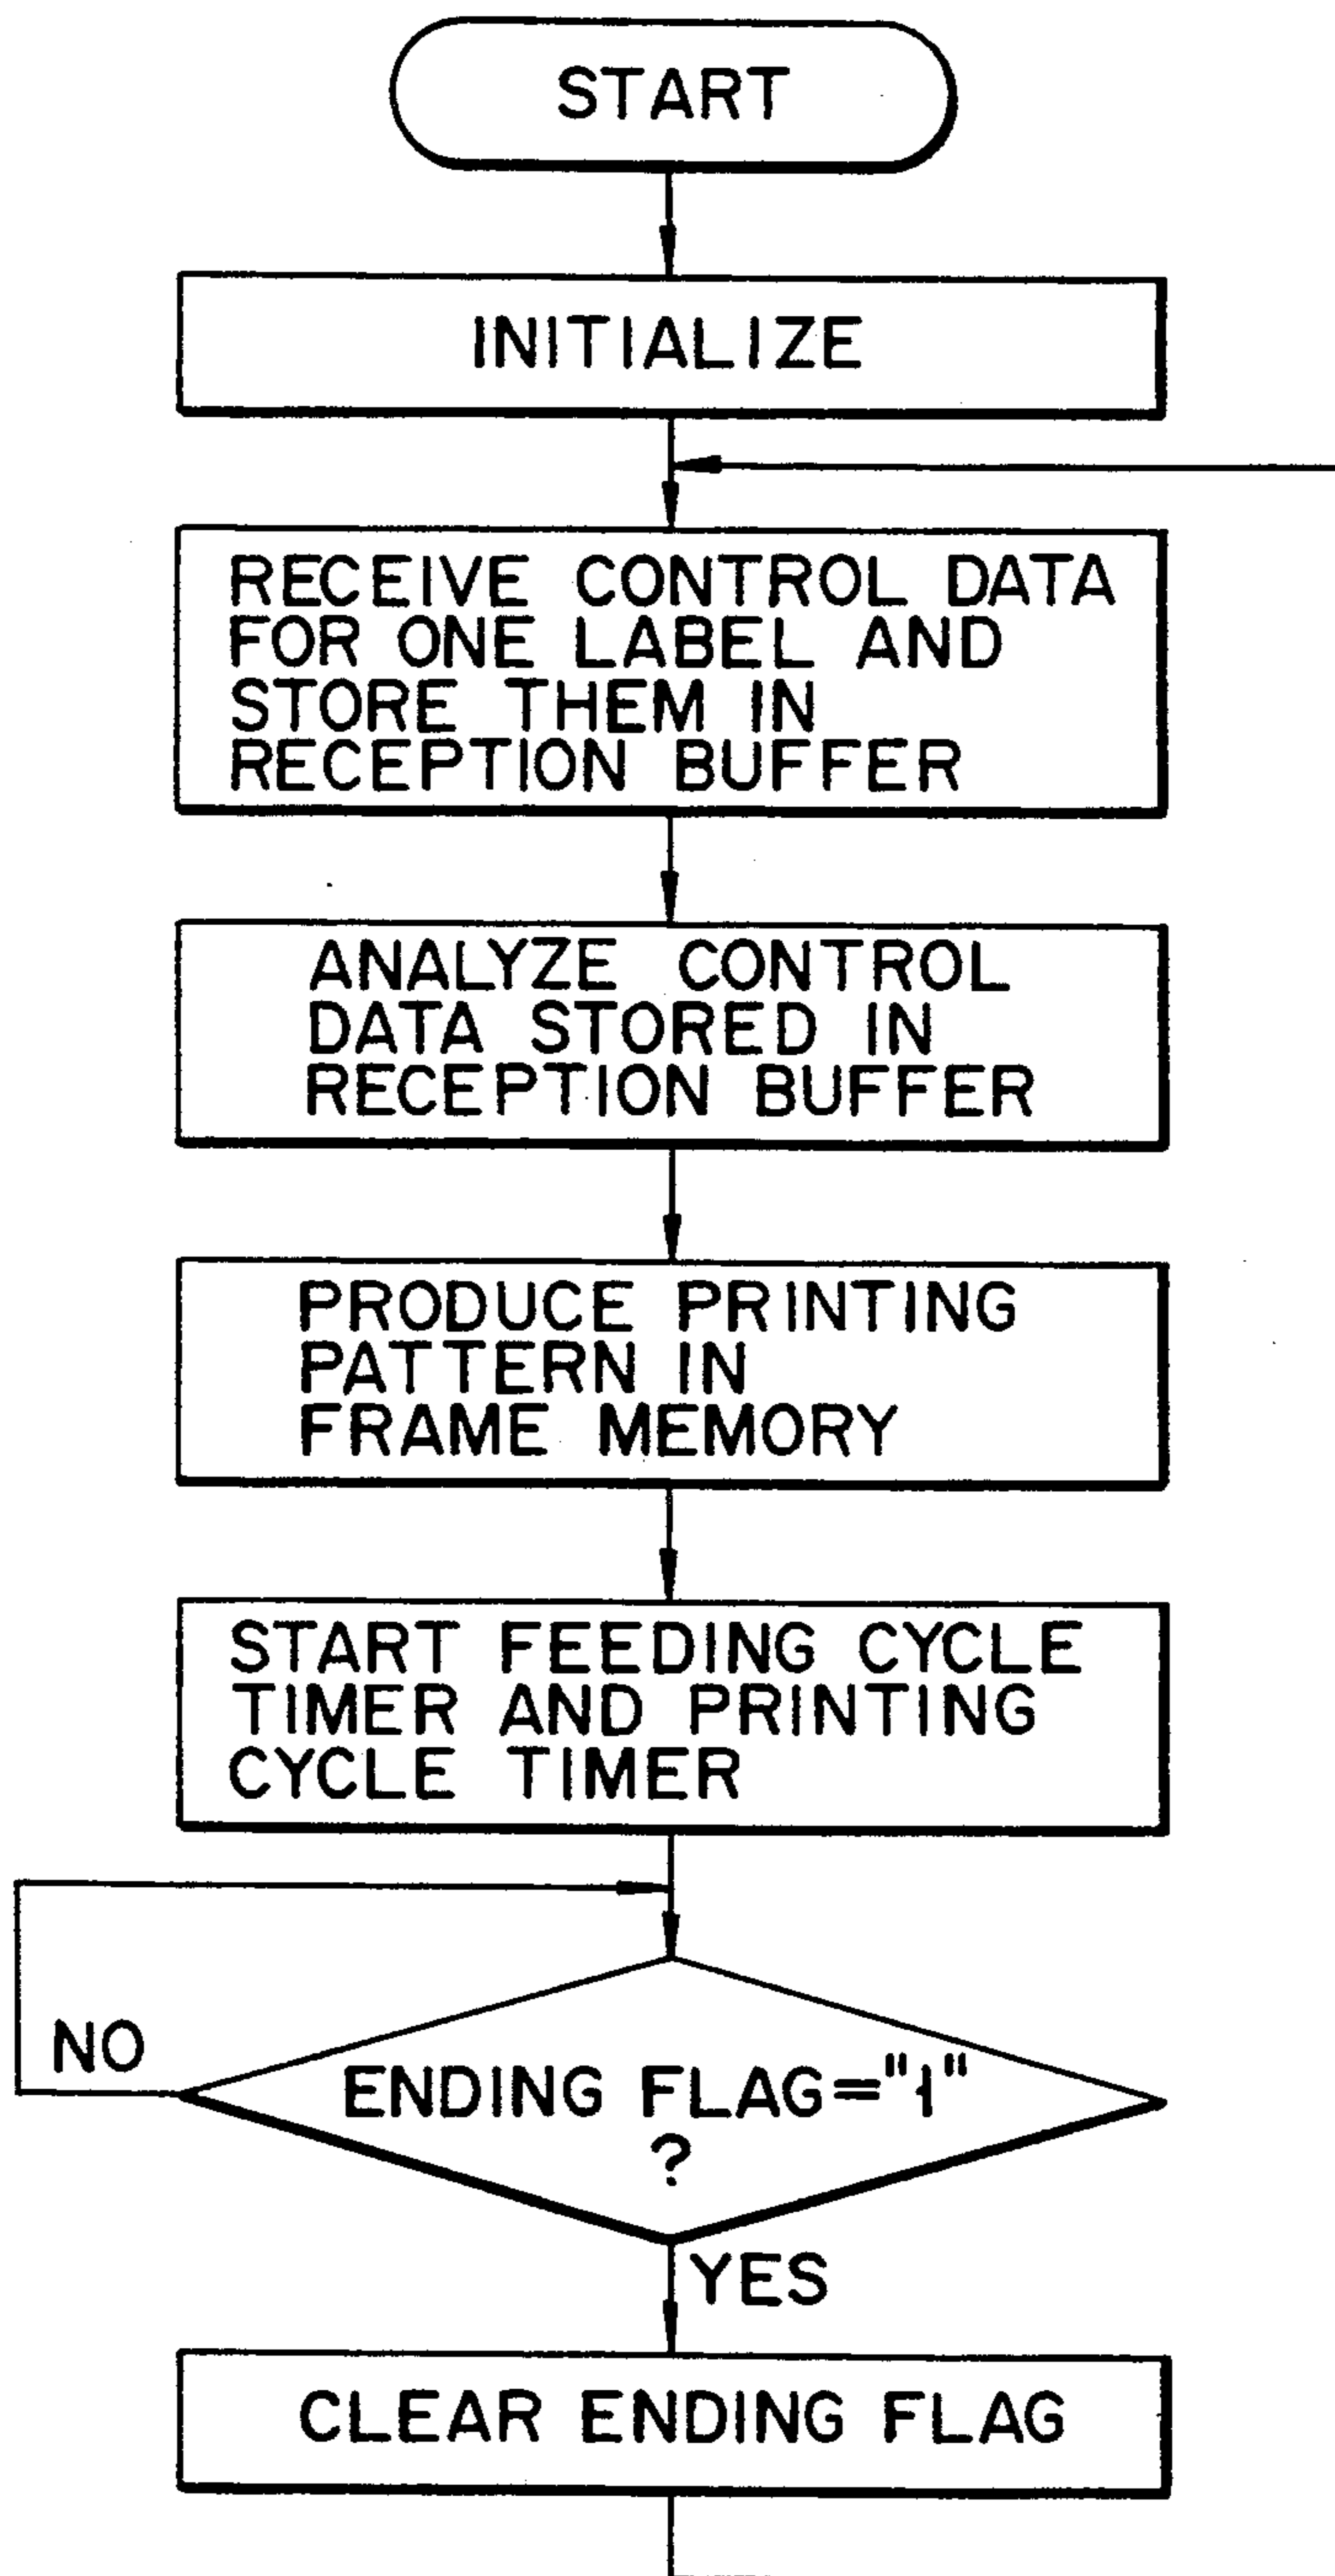 START
INITIALIZE
RECEIVE CONTROL DATA
FOR ONE LABEL AND
STORE THEM IN
RECEPTION BUFFER
ANALYZE CONTROL
DATA STORED IN
RECEPTION BUFFER
PRODUCE PRINTING
PATTERN IN
FRAME MEMORY
START FEEDING CYCLE
TIMER AND PRINTING
CYCLE TIMER
NO
ENDING FLAG="1"
?
YES
CLEAR ENDING FLAG